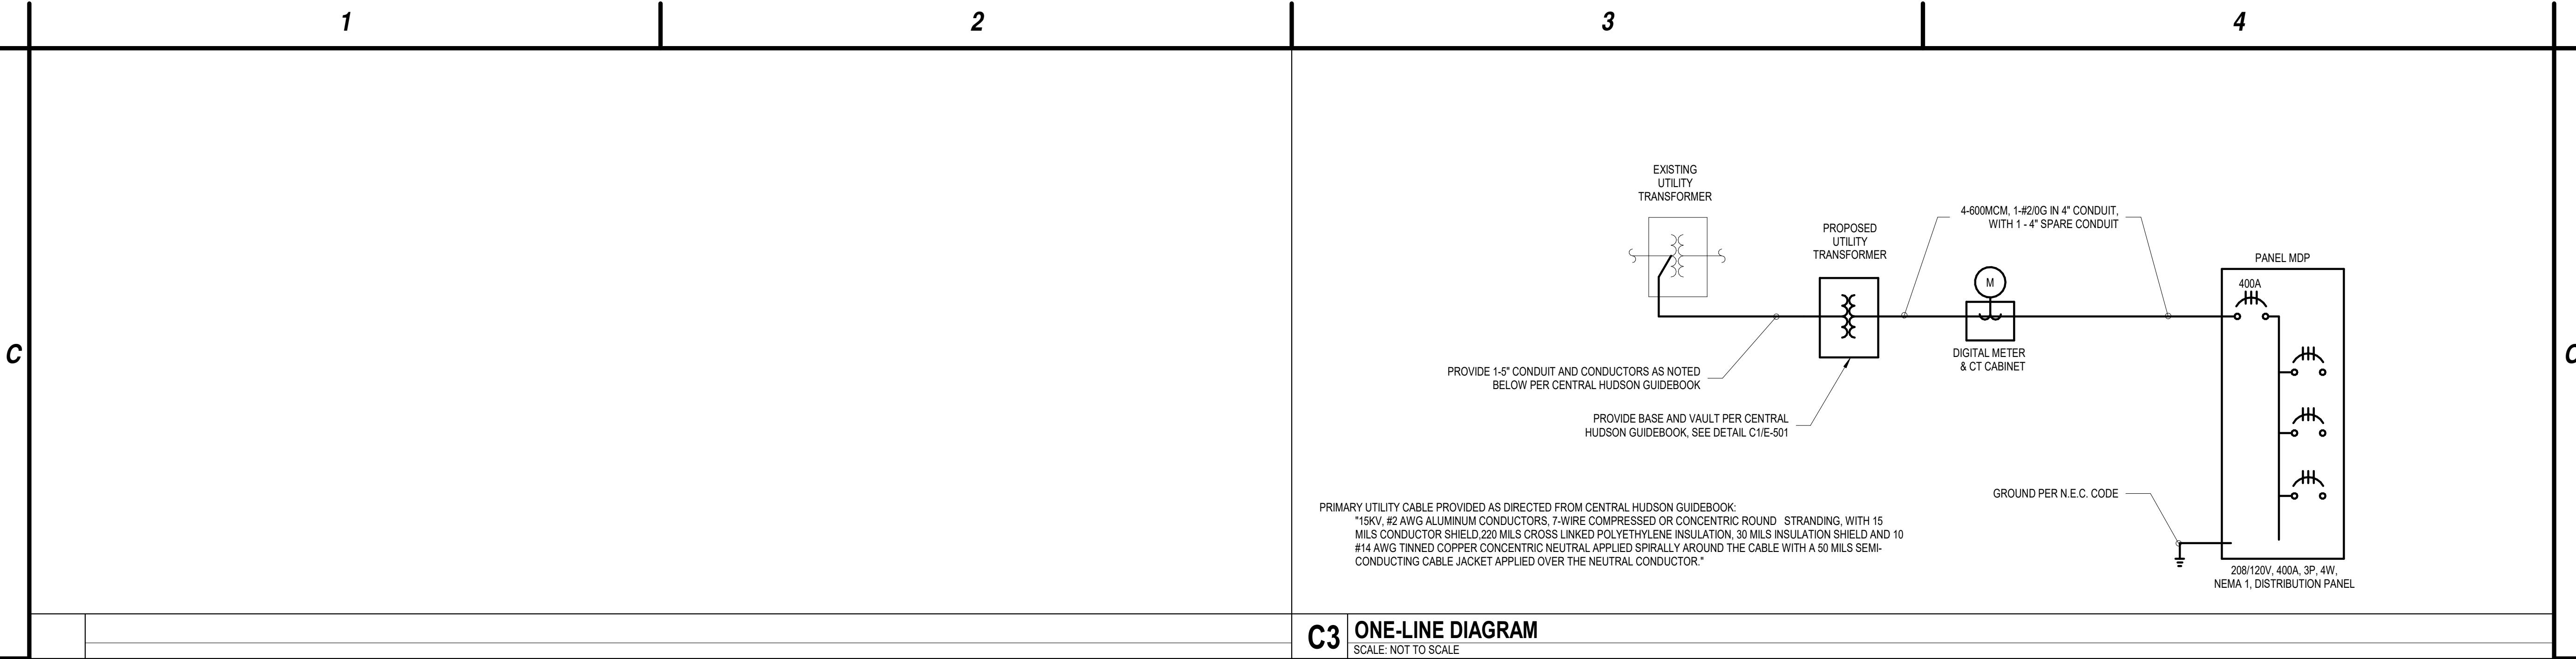 1
2
3
4
C
C
EXISTING
UTILITY
TRANSFORMER
PROPOSED
UTILITY
TRANSFORMER
4-600MCM, 1-#2/0G IN 4" CONDUIT,
WITH 1 - 4" SPARE CONDUIT
PANEL MDP
400A
M
DIGITAL METER
& CT CABINET
PROVIDE 1-5" CONDUIT AND CONDUCTORS AS NOTED
BELOW PER CENTRAL HUDSON GUIDEBOOK
PROVIDE BASE AND VAULT PER CENTRAL
HUDSON GUIDEBOOK, SEE DETAIL C1/E-501
GROUND PER N.E.C. CODE
PRIMARY UTILITY CABLE PROVIDED AS DIRECTED FROM CENTRAL HUDSON GUIDEBOOK:
"15KV, #2 AWG ALUMINUM CONDUCTORS, 7-WIRE COMPRESSED OR CONCENTRIC ROUND STRANDING, WITH 15
MILS CONDUCTOR SHIELD,220 MILS CROSS LINKED POLYETHYLENE INSULATION, 30 MILS INSULATION SHIELD AND 10
#14 AWG TINNED COPPER CONCENTRIC NEUTRAL APPLIED SPIRALLY AROUND THE CABLE WITH A 50 MILS SEMI-
CONDUCTING CABLE JACKET APPLIED OVER THE NEUTRAL CONDUCTOR."
208/120V, 400A, 3P, 4W,
NEMA 1, DISTRIBUTION PANEL
C3
ONE-LINE DIAGRAM
SCALE: NOT TO SCALE